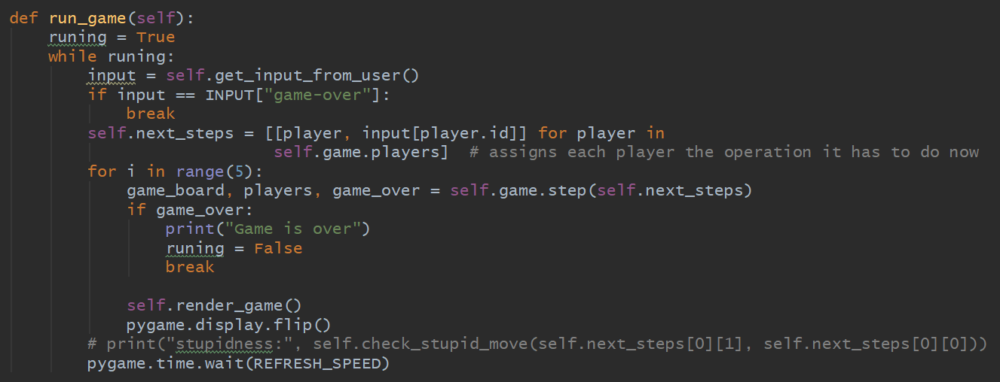 def run_game(self):
    runing = True
    while runing:
        input = self.get_input_from_user()
        if input == INPUT["game-over"]:
            break
        self.next_steps = [[player, input[player.id]] for player in
                           self.game.players]  # assigns each player the operation it has to do now
        for i in range(5):
            game_board, players, game_over = self.game.step(self.next_steps)
            if game_over:
                print("Game is over")
                runing = False
                break

            self.render_game()
            pygame.display.flip()
        # print("stupidness:", self.check_stupid_move(self.next_steps[0][1], self.next_steps[0][0]))
        pygame.time.wait(REFRESH_SPEED)